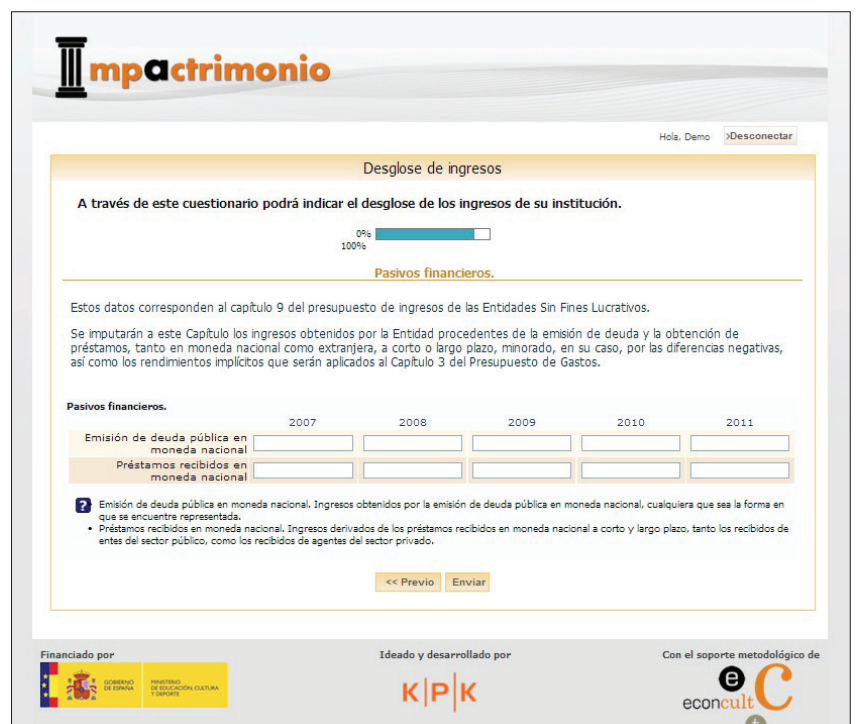 Impactrimonio
Hola, Demo >Desconectar
Desglose de ingresos
A través de este cuestionario podrá indicar el desglose de los ingresos de su institución.
0%
100%
Pasivos financieros.
Estos datos corresponden al capítulo 9 del presupuesto de ingresos de las Entidades Sin Fines Lucrativos.
Se imputarán a este Capítulo los ingresos obtenidos por la Entidad procedentes de la emisión de deuda y la obtención de
préstamos, tanto en moneda nacional como extranjera, a corto o largo plazo, minorado, en su caso, por las diferencias negativas,
así como los rendimientos implícitos que serán aplicados al Capítulo 3 del Presupuesto de Gastos.
Pasivos financieros.
2007 2008 2009 2010 2011
Emisión de deuda pública en
moneda nacional
Préstamos recibidos en
moneda nacional
? Emisión de deuda pública en moneda nacional. Ingresos obtenidos por la emisión de deuda pública en moneda nacional, cualquiera que sea la forma en
que se encuentre representada.
• Préstamos recibidos en moneda nacional. Ingresos derivados de los préstamos recibidos en moneda nacional a corto y largo plazo, tanto los recibidos de
entes del sector público, como los recibidos de agentes del sector privado.
<< Previo Enviar
Financiado por
GOBIERNO
DE ESPAÑA
MINISTERIO
DE EDUCACIÓN, CULTURA
Y DEPORTE
Ideado y desarrollado por
K|P|K
Con el soporte metodológico de
e
econcult C